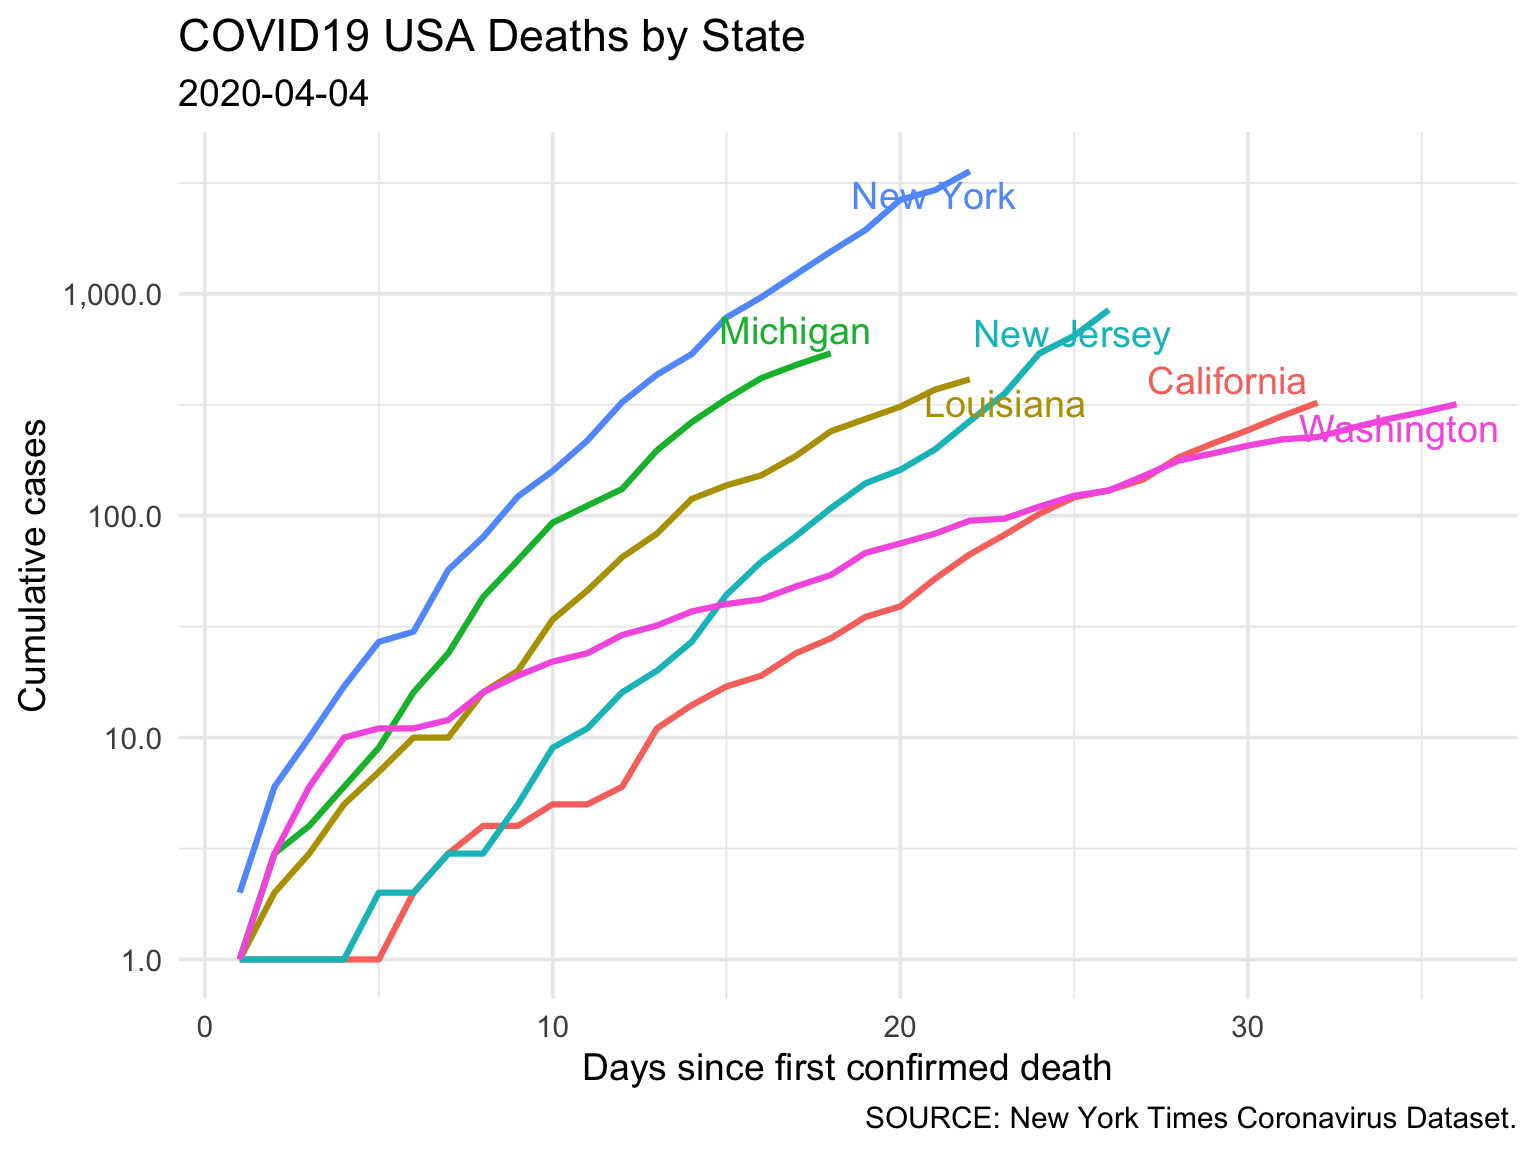 COVID19 USA Deaths by State
2020-04-04
New York
1,000.0
Michigan
New Jersey
California
Louisiana
Washington
100.0
10.0
1.0
Cumulative cases
0 10 20 30
Days since first confirmed death
SOURCE: New York Times Coronavirus Dataset.